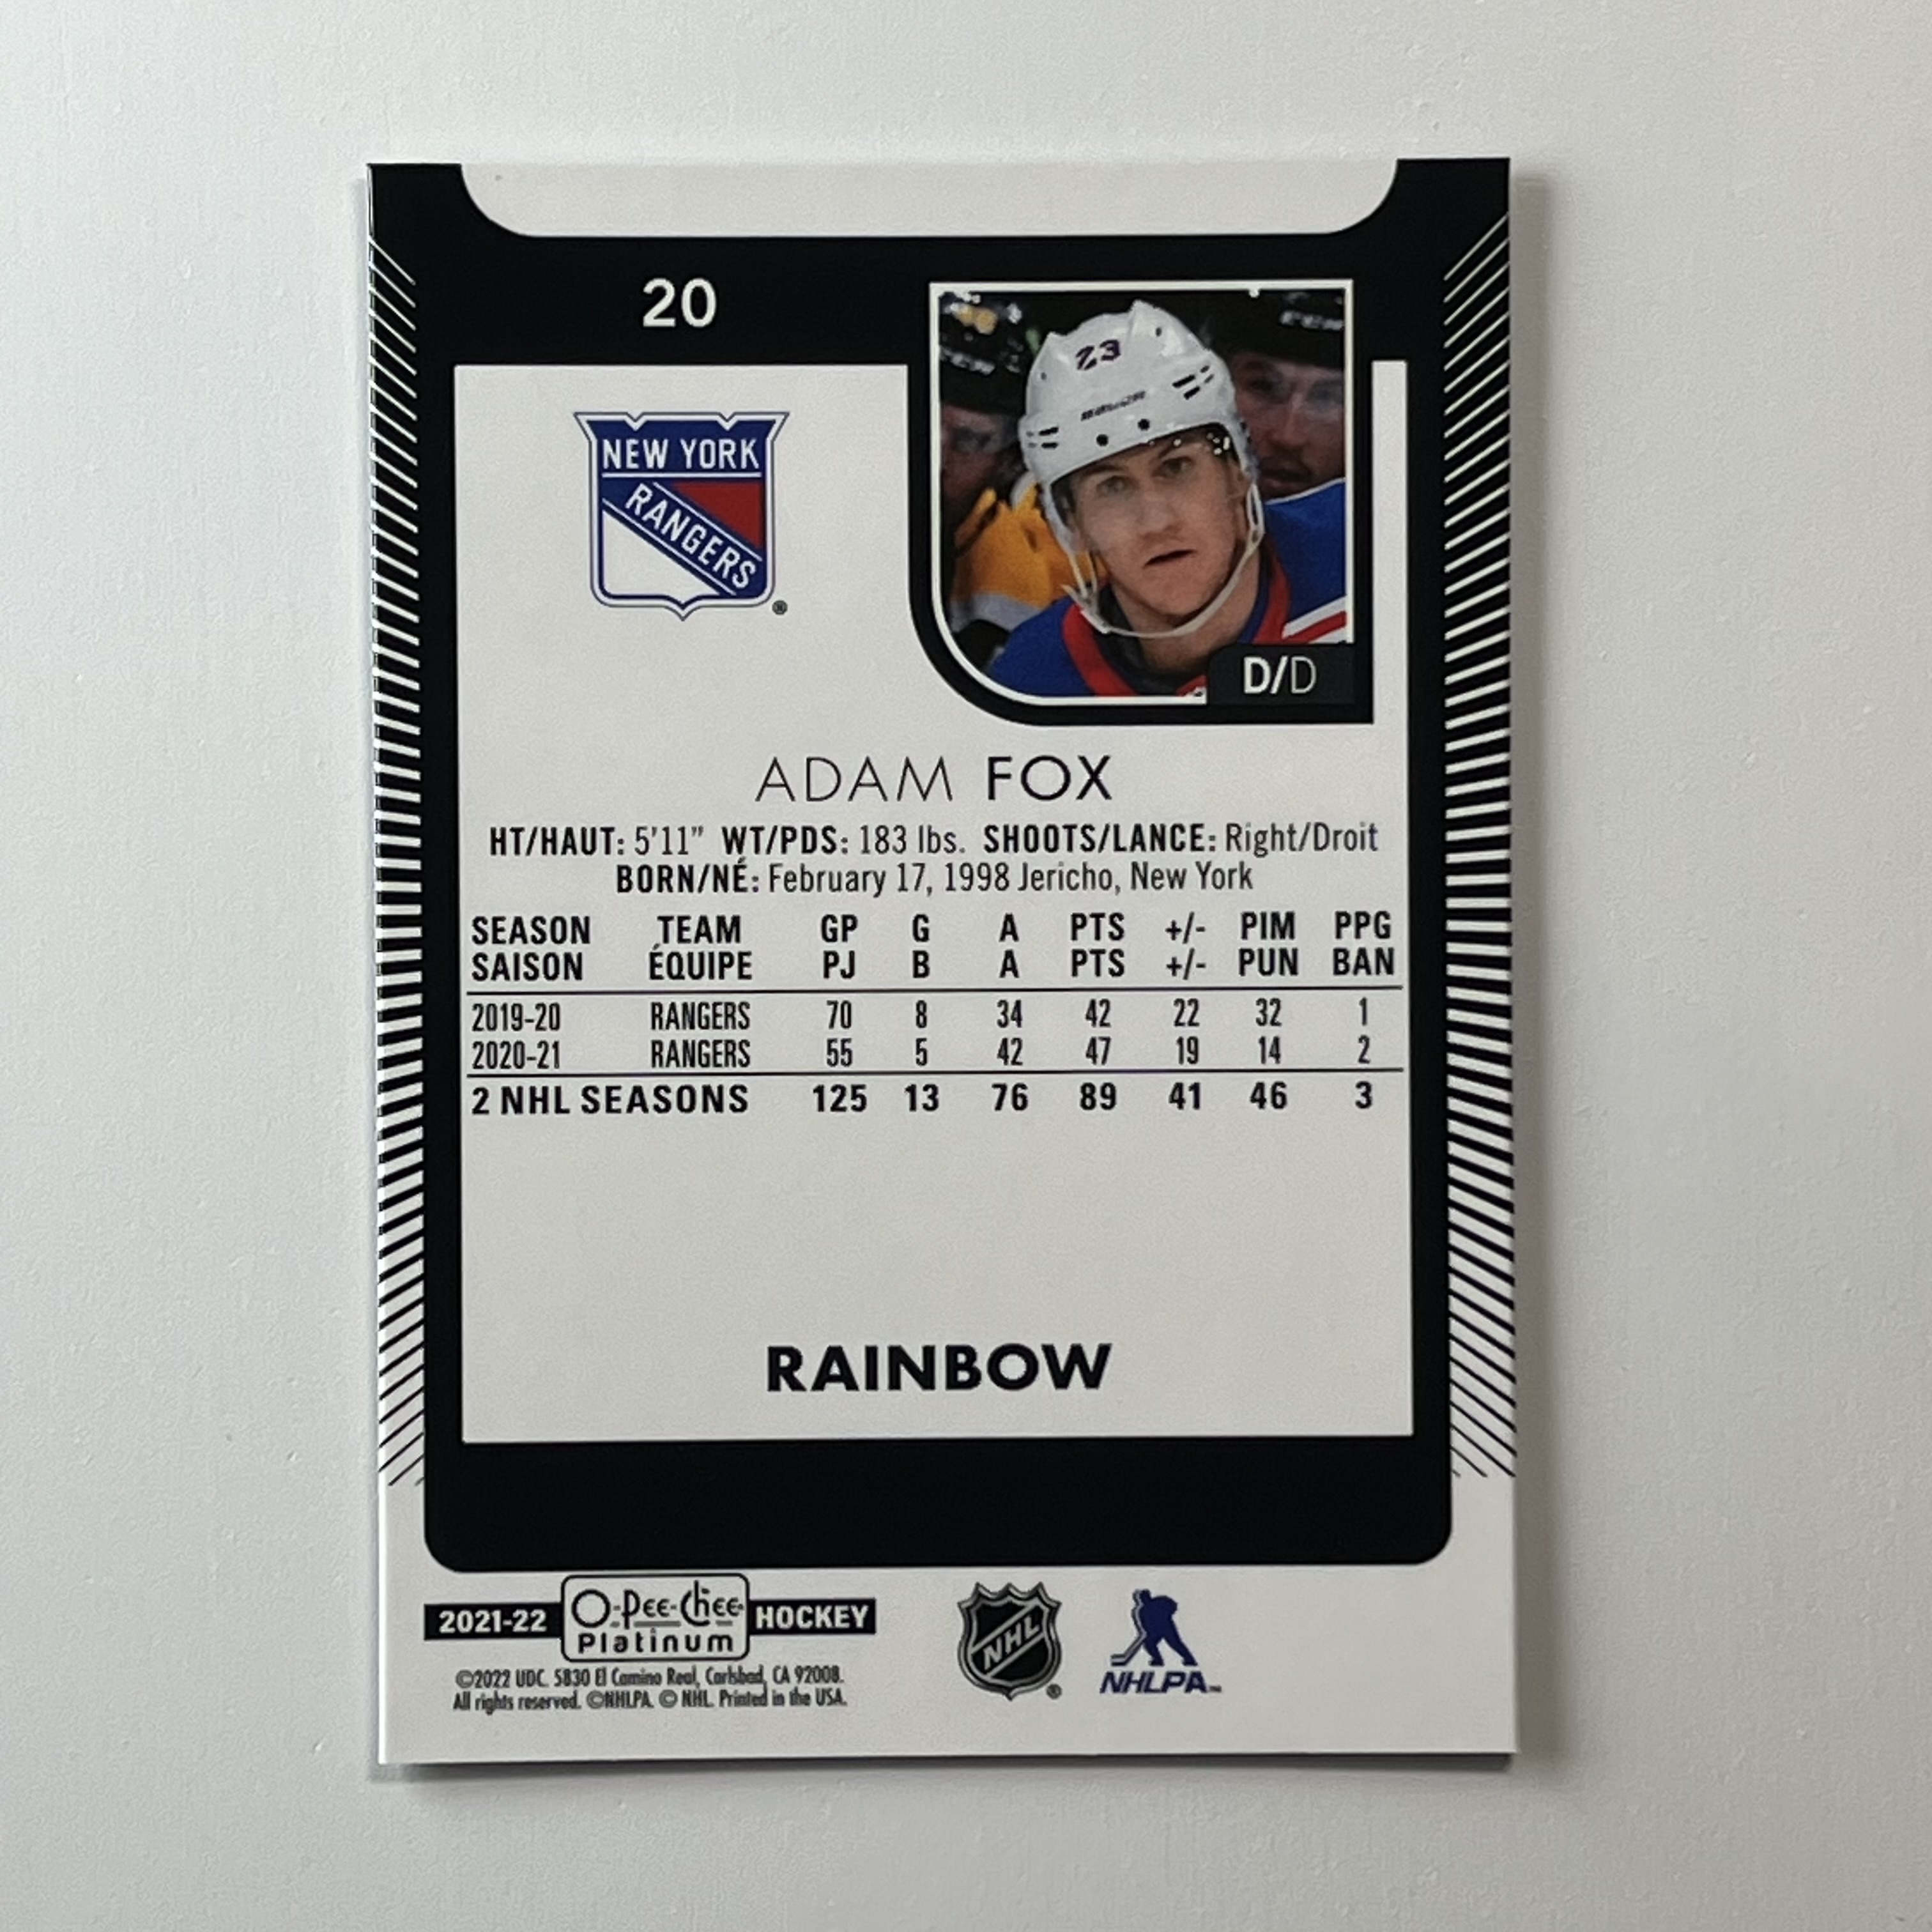 20
23
NEW YORK
RANGERS
®
D/D
ADAM FOX
HT/HAUT: 5'11" WT/PDS: 183 lbs. SHOOTS/LANCE: Right/Droit
BORN/NÉ: February 17, 1998 Jericho, New York
SEASON TEAM GP G A PTS +/- PIM PPG
SAISON ÉQUIPE PJ B A PTS +/- PUN BAN
2019-20 RANGERS 70 8 34 42 22 32 1
2020-21 RANGERS 55 5 42 47 19 14 2
2 NHL SEASONS 125 13 76 89 41 46 3
RAINBOW
2021-22 O-Pee-Chee HOCKEY
Platinum
©2022 UDC. 5830 El Camino Real, Carlsbad, CA 92008.
All rights reserved. ©NHLPA. © NHL. Printed in the USA.
NHL ®
NHLPA™